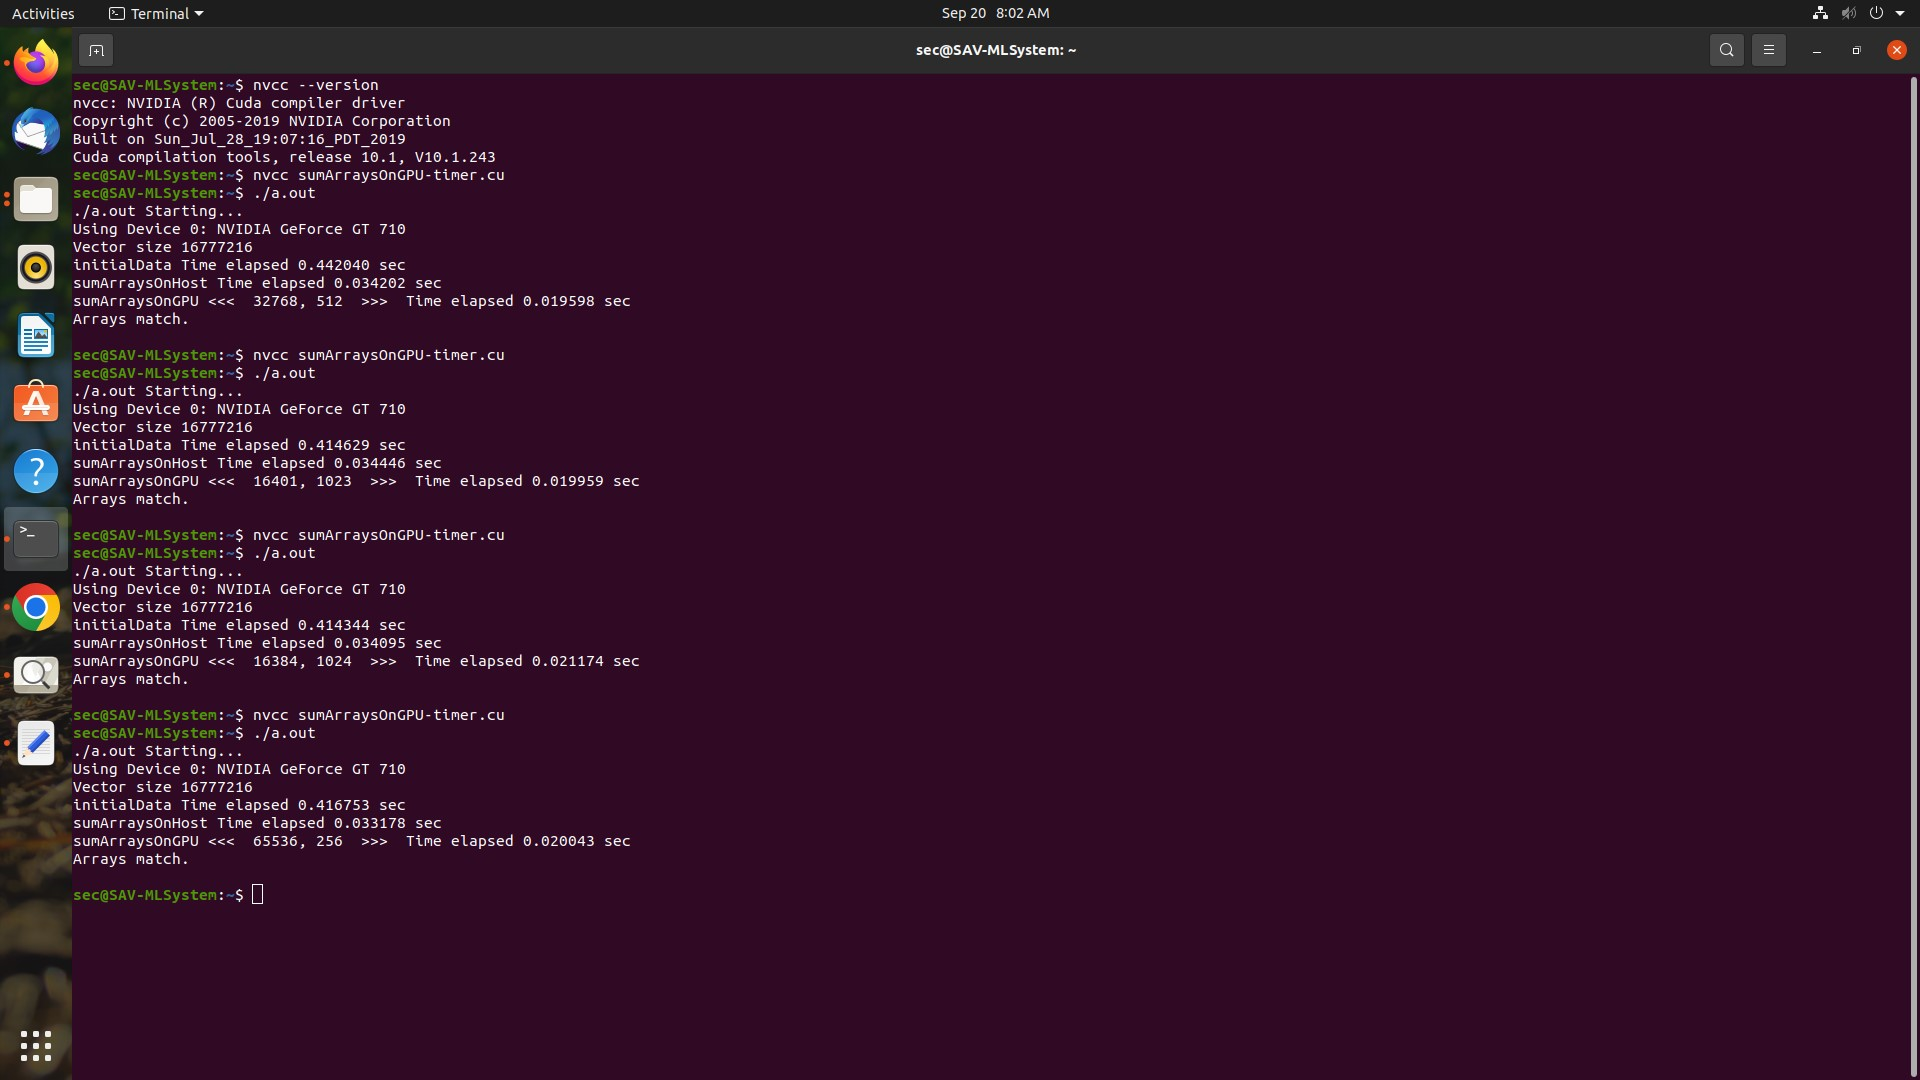 Activities
Terminal
Sep 20 8:02 AM
sec@SAV-MLSystem: ~
sec@SAV-MLSystem:~$ nvcc --version
nvcc: NVIDIA (R) Cuda compiler driver
Copyright (c) 2005-2019 NVIDIA Corporation
Built on Sun_Jul_28_19:07:16_PDT_2019
Cuda compilation tools, release 10.1, V10.1.243
sec@SAV-MLSystem:~$ nvcc sumArraysOnGPU-timer.cu
sec@SAV-MLSystem:~$ ./a.out
./a.out Starting...
Using Device 0: NVIDIA GeForce GT 710
Vector size 16777216
initialData Time elapsed 0.442040 sec
sumArraysOnHost Time elapsed 0.034202 sec
sumArraysOnGPU <<<  32768, 512  >>>  Time elapsed 0.019598 sec
Arrays match.
sec@SAV-MLSystem:~$ nvcc sumArraysOnGPU-timer.cu
sec@SAV-MLSystem:~$ ./a.out
./a.out Starting...
Using Device 0: NVIDIA GeForce GT 710
Vector size 16777216
initialData Time elapsed 0.414629 sec
sumArraysOnHost Time elapsed 0.034446 sec
sumArraysOnGPU <<<  16401, 1023  >>>  Time elapsed 0.019959 sec
Arrays match.
sec@SAV-MLSystem:~$ nvcc sumArraysOnGPU-timer.cu
sec@SAV-MLSystem:~$ ./a.out
./a.out Starting...
Using Device 0: NVIDIA GeForce GT 710
Vector size 16777216
initialData Time elapsed 0.414344 sec
sumArraysOnHost Time elapsed 0.034095 sec
sumArraysOnGPU <<<  16384, 1024  >>>  Time elapsed 0.021174 sec
Arrays match.
sec@SAV-MLSystem:~$ nvcc sumArraysOnGPU-timer.cu
sec@SAV-MLSystem:~$ ./a.out
./a.out Starting...
Using Device 0: NVIDIA GeForce GT 710
Vector size 16777216
initialData Time elapsed 0.416753 sec
sumArraysOnHost Time elapsed 0.033178 sec
sumArraysOnGPU <<<  65536, 256  >>>  Time elapsed 0.020043 sec
Arrays match.
sec@SAV-MLSystem:~$